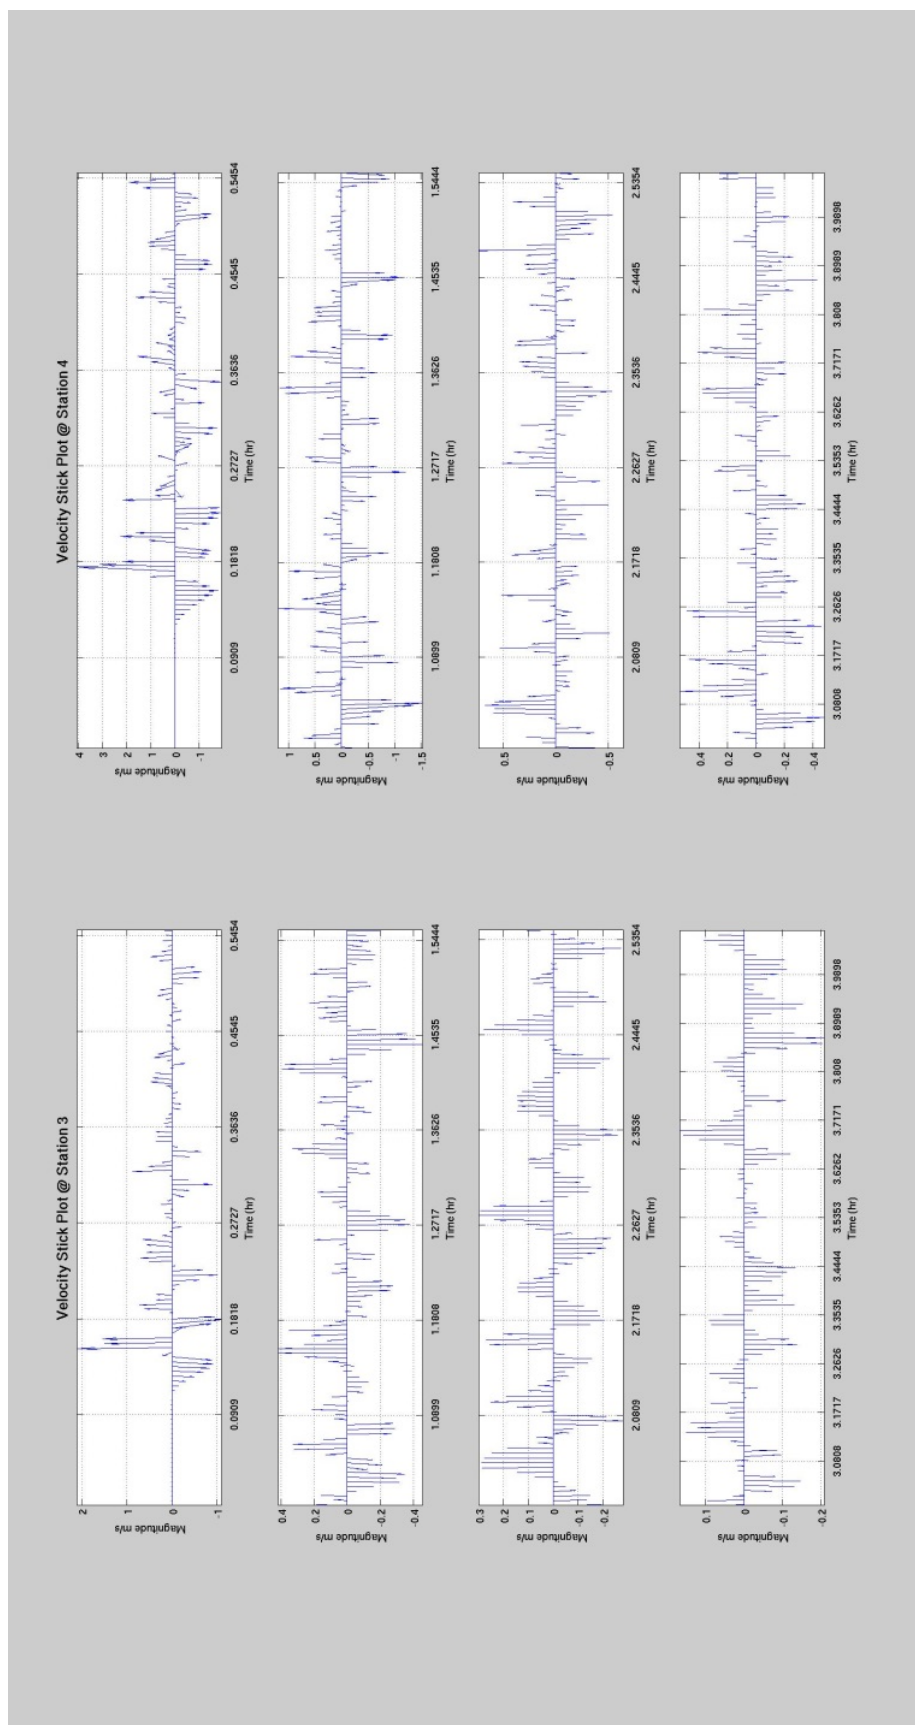 Velocity Stick Plot @ Station 3
Magnitude m/s
2
1
0
-1
0.0909 0.1818 0.2727 0.3636 0.4545 0.5454
Time (hr)
Magnitude m/s
0.4
0.2
0
-0.2
-0.4
1.0899 1.1808 1.2717 1.3626 1.4535 1.5444
Time (hr)
Magnitude m/s
0.3
0.2
0.1
0
-0.1
-0.2
2.0809 2.1718 2.2627 2.3536 2.4445 2.5354
Time (hr)
Magnitude m/s
0.1
0
-0.1
-0.2
3.0808 3.1717 3.2626 3.3535 3.4444 3.5353 3.6262 3.7171 3.808 3.8989 3.9898
Time (hr)
Velocity Stick Plot @ Station 4
Magnitude m/s
4
3
2
1
0
-1
0.0909 0.1818 0.2727 0.3636 0.4545 0.5454
Time (hr)
Magnitude m/s
1
0.5
0
-0.5
-1
-1.5
1.0899 1.1808 1.2717 1.3626 1.4535 1.5444
Time (hr)
Magnitude m/s
0.5
0
-0.5
2.0809 2.1718 2.2627 2.3536 2.4445 2.5354
Time (hr)
Magnitude m/s
0.4
0.2
0
-0.2
-0.4
3.0808 3.1717 3.2626 3.3535 3.4444 3.5353 3.6262 3.7171 3.808 3.8989 3.9898
Time (hr)